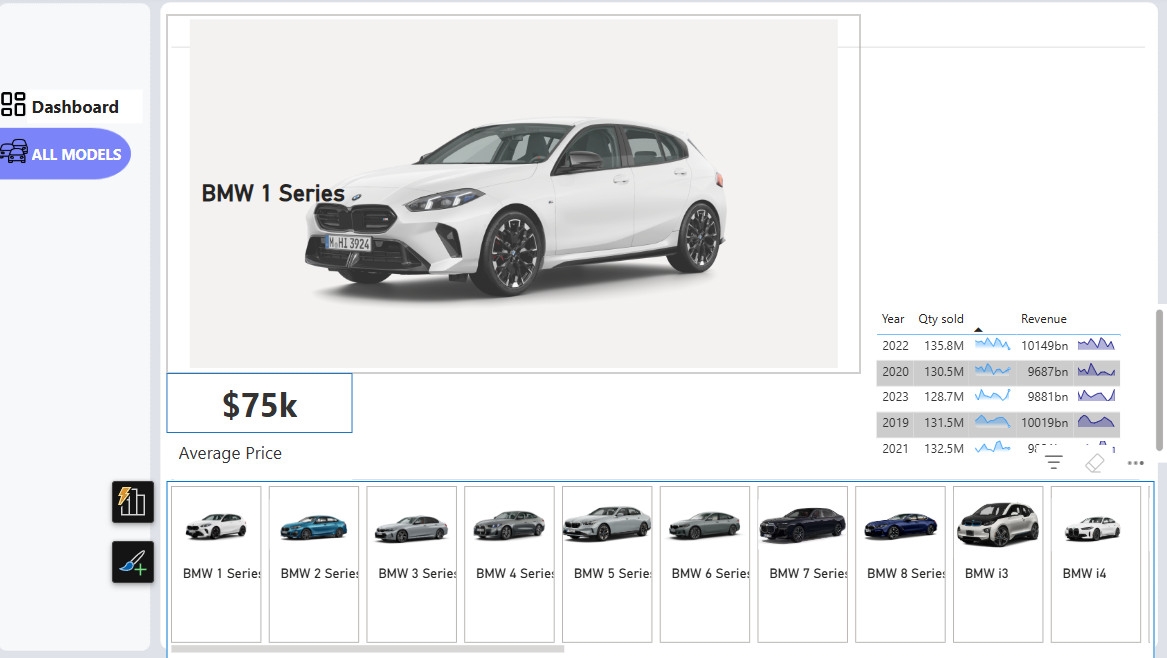 Dashboard
ALL MODELS
BMW 1 Series
M HI 3924
$75k
Average Price
Year Qty sold Revenue
2022 135.8M 10149bn
2020 130.5M 9687bn
2023 128.7M 9881bn
2019 131.5M 10019bn
2021 132.5M
BMW 1 Series
BMW 2 Series
BMW 3 Series
BMW 4 Series
BMW 5 Series
BMW 6 Series
BMW 7 Series
BMW 8 Series
BMW i3
BMW i4